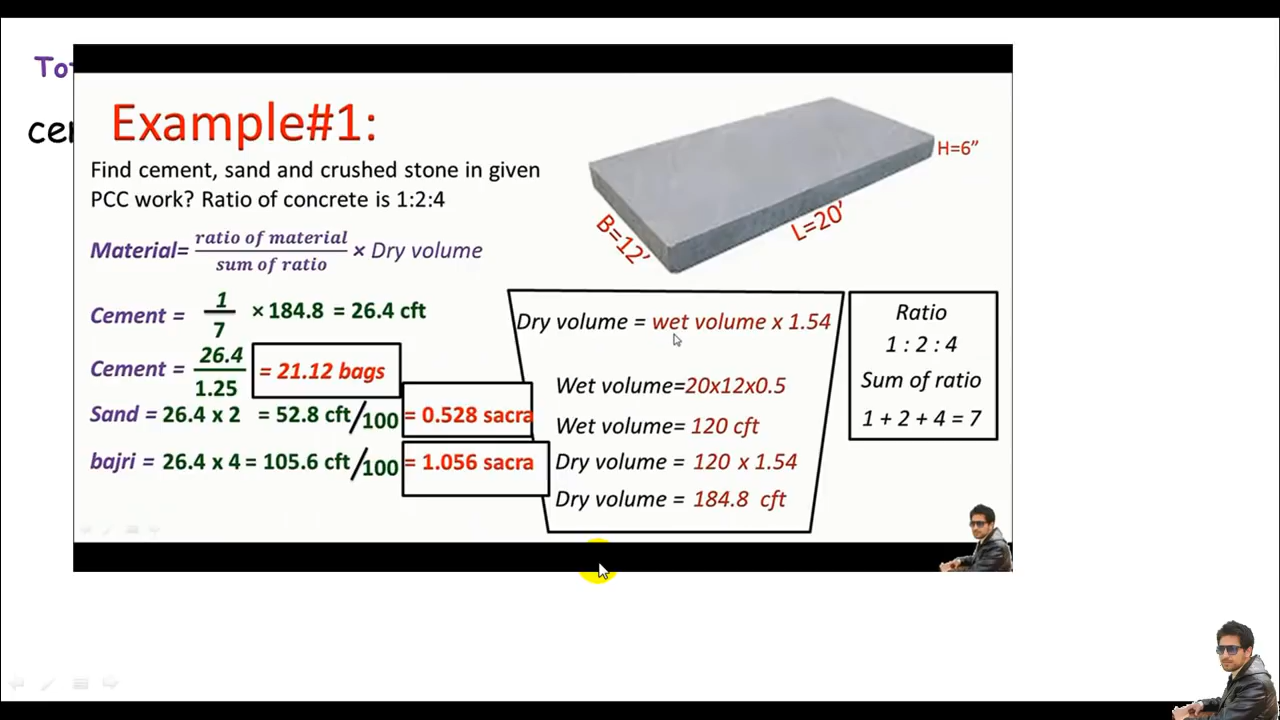 Tot
cer
Example#1:
Find cement, sand and crushed stone in given
PCC work? Ratio of concrete is 1:2:4
Material= ratio of material / sum of ratio × Dry volume
Cement = 1/7 × 184.8 = 26.4 cft
Cement = 26.4/1.25 = 21.12 bags
Sand = 26.4 x 2 = 52.8 cft/100 = 0.528 sacra
bajri = 26.4 x 4 = 105.6 cft/100 = 1.056 sacra
H=6”
L=20’
B=12’
Dry volume = wet volume x 1.54
Wet volume=20x12x0.5
Wet volume= 120 cft
Dry volume = 120 x 1.54
Dry volume = 184.8 cft
Ratio
1 : 2 : 4
Sum of ratio
1 + 2 + 4 = 7